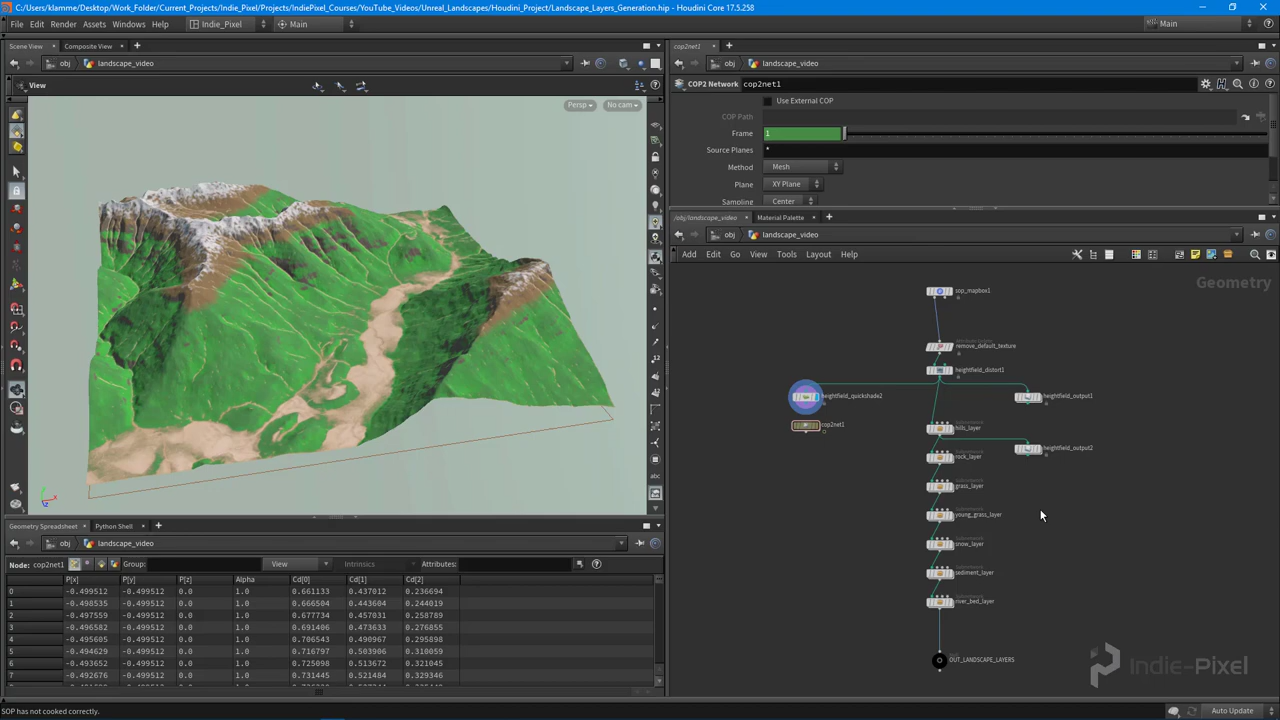 C:/Users/klamme/Desktop/Work_Folder/Current_Projects/Indie_Pixel/Projects/IndiePixel_Courses/YouTube_Videos/Unreal_Landscapes/Houdini_Project/Landscape_Layers_Generation.hip - Houdini Core 17.5.258
File Edit Render Assets Windows Help Indie_Pixel Main Main
Scene View Composite View
obj landscape_video
View
Persp No cam
abc
Geometry Spreadsheet Python Shell
obj landscape_video
Node: cop2net1 Group: View Intrinsics Attributes:
P[x] P[y] P[z] Alpha Cd[0] Cd[1] Cd[2]
0 -0.499512 -0.499512 0.0 1.0 0.661133 0.437012 0.236694
1 -0.498535 -0.499512 0.0 1.0 0.666504 0.443604 0.244019
2 -0.497559 -0.499512 0.0 1.0 0.677734 0.457031 0.258789
3 -0.496582 -0.499512 0.0 1.0 0.691406 0.473633 0.276855
4 -0.495605 -0.499512 0.0 1.0 0.706543 0.490967 0.295898
5 -0.494629 -0.499512 0.0 1.0 0.716797 0.503906 0.310059
6 -0.493652 -0.499512 0.0 1.0 0.725098 0.513672 0.321045
7 -0.492676 -0.499512 0.0 1.0 0.731445 0.521484 0.329346
SOP has not cooked correctly.
cop2net1
obj landscape_video
COP2 Network cop2net1
Use External COP
COP Path
Frame 1
Source Planes *
Method Mesh
Plane XY Plane
Sampling Center
/obj/landscape_video Material Palette
obj landscape_video
Add Edit Go View Tools Layout Help
Geometry
sop_mapbox1
remove_default_texture
heightfield_distort1
heightfield_quickshade2
heightfield_output1
cop2net1
hills_layer
heightfield_output2
rock_layer
grass_layer
young_grass_layer
snow_layer
sediment_layer
river_bed_layer
OUT_LANDSCAPE_LAYERS
Indie-Pixel
Auto Update